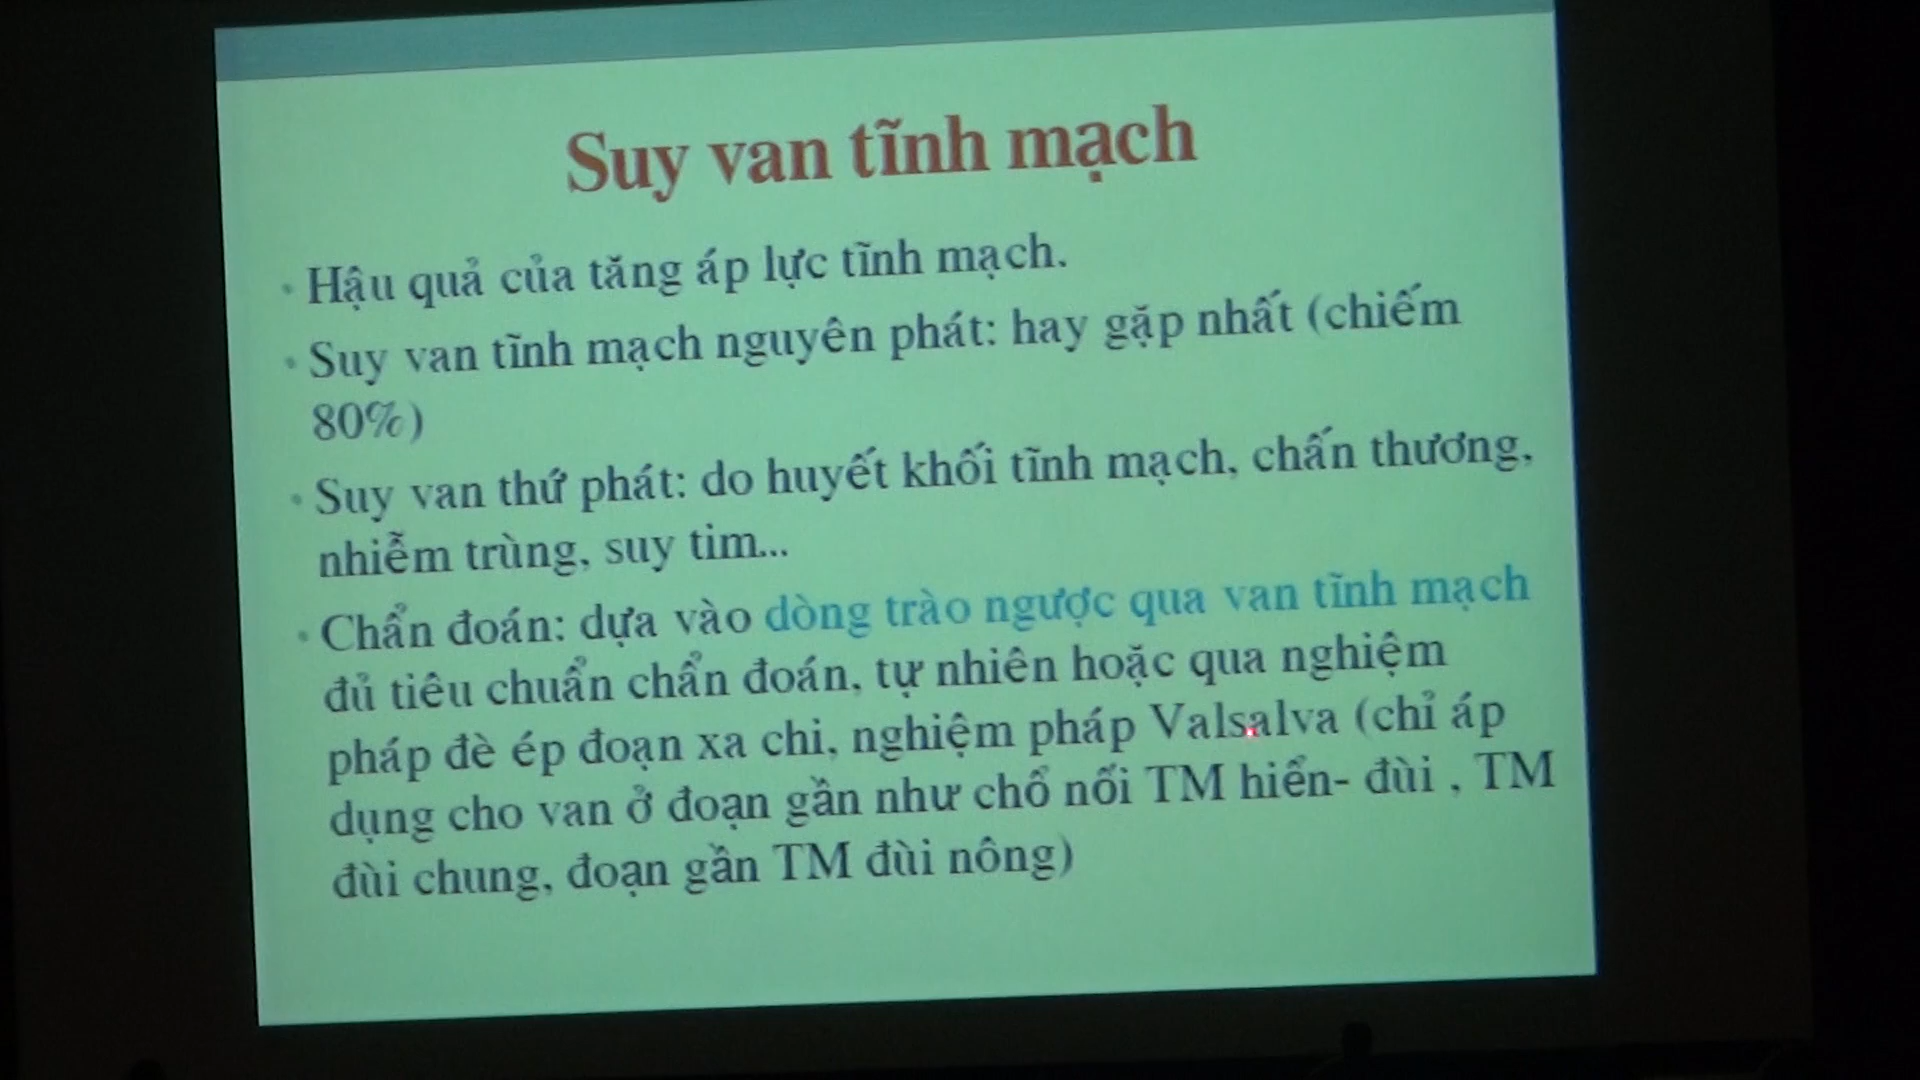 Suy van tĩnh mạch
• Hậu quả của tăng áp lực tĩnh mạch.
• Suy van tĩnh mạch nguyên phát: hay gặp nhất (chiếm
80%)
• Suy van thứ phát: do huyết khối tĩnh mạch, chấn thương,
nhiễm trùng, suy tim...
• Chẩn đoán: dựa vào dòng trào ngược qua van tĩnh mạch
đủ tiêu chuẩn chẩn đoán, tự nhiên hoặc qua nghiệm
pháp đè ép đoạn xa chi, nghiệm pháp Valsalva (chỉ áp
dụng cho van ở đoạn gần như chổ nối TM hiển- đùi , TM
đùi chung, đoạn gần TM đùi nông)